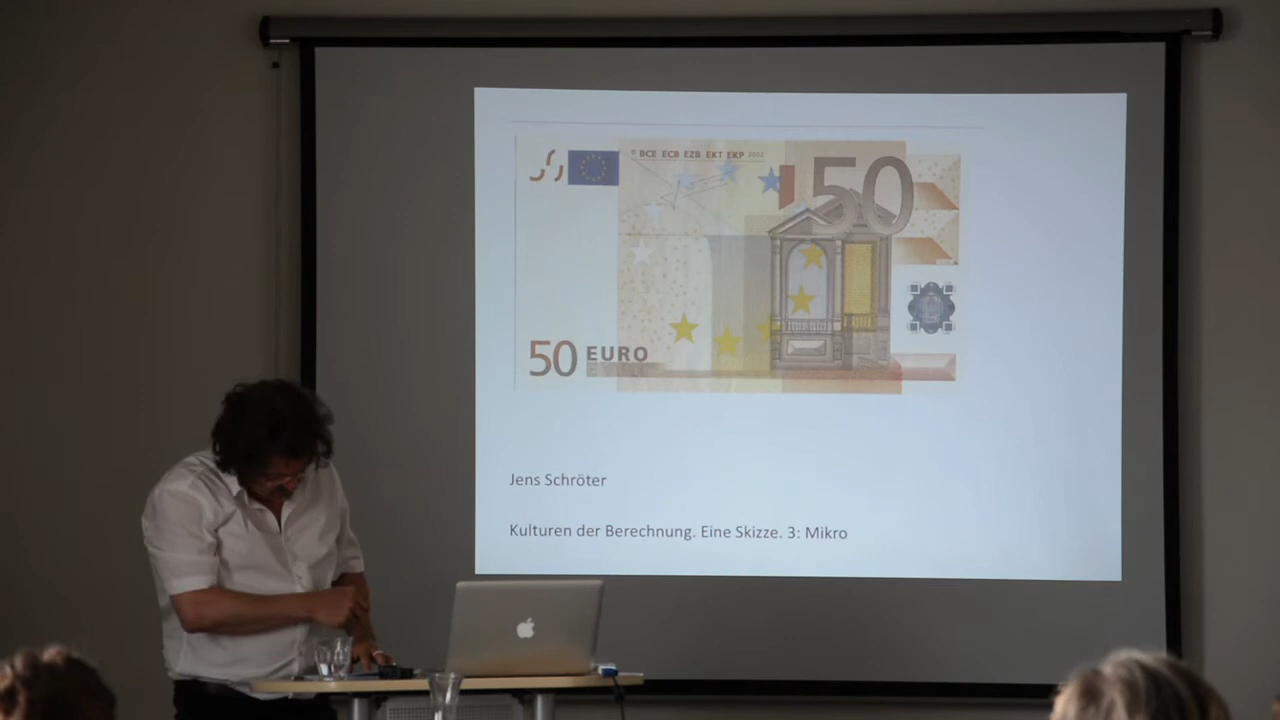 © BCE ECB EZB EKT EKP 2002
50
50 EURO
Jens Schröter
Kulturen der Berechnung. Eine Skizze. 3: Mikro